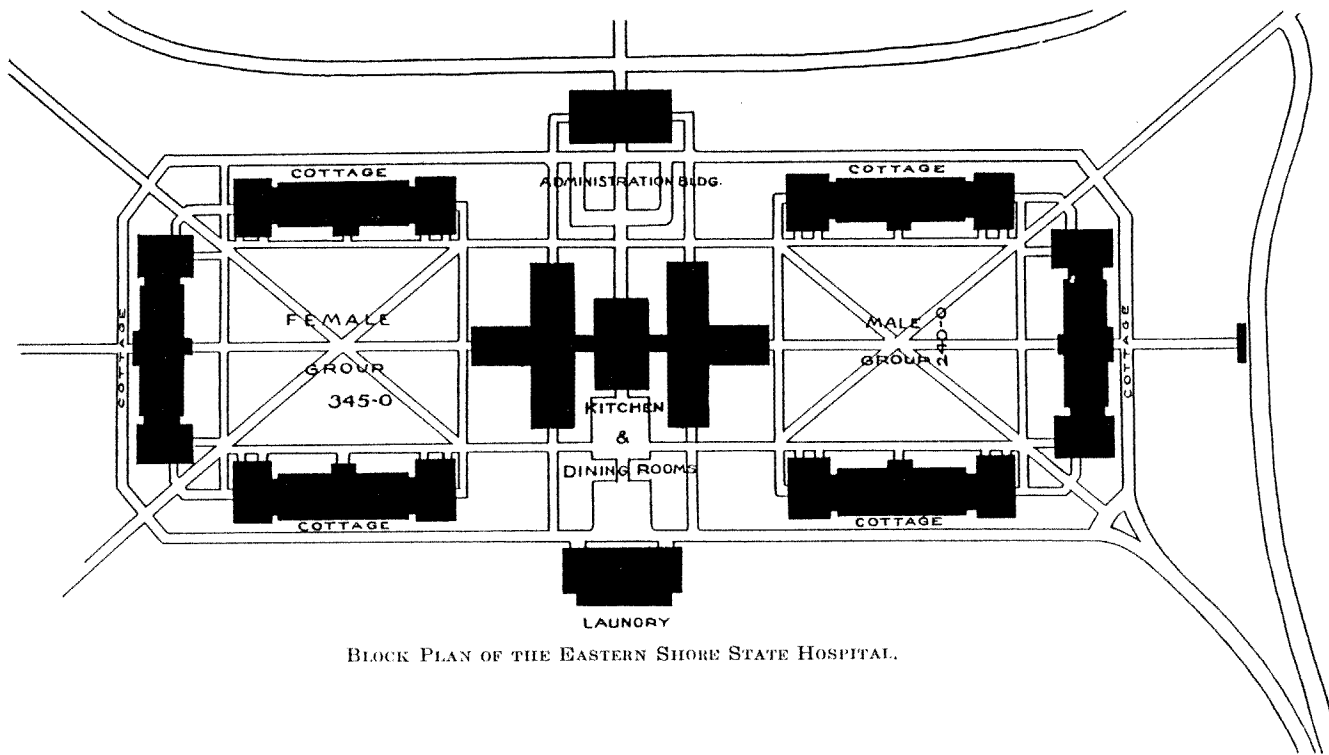 COTTAGE
ADMINISTRATION BLDG.
COTTAGE
COTTAGE
FEMALE
GROUP
345-0
MALE
GROUP
240-0
COTTAGE
KITCHEN
&
DINING ROOMS
COTTAGE
COTTAGE
LAUNDRY
BLOCK PLAN OF THE EASTERN SHORE STATE HOSPITAL.